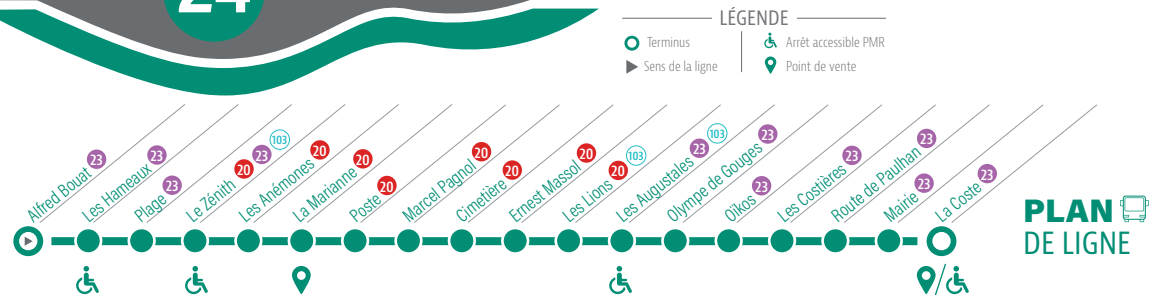 24
LÉGENDE
Terminus
Arrêt accessible PMR
Sens de la ligne
Point de vente
Alfred Bouat 23
Les Hameaux 23
Plage 23
Le Zénith 20 23 103
Les Anémones 20
La Marianne 20
Poste 20
Marcel Pagnol 20
Cimetière 20
Ernest Massol 20
Les Lions 20 103
Les Augustales 23 103
Olympe de Gouges 23
Oïkos 23
Les Costières 23
Route de Paulhan 23
Mairie 23
La Coste 23
PLAN
DE LIGNE